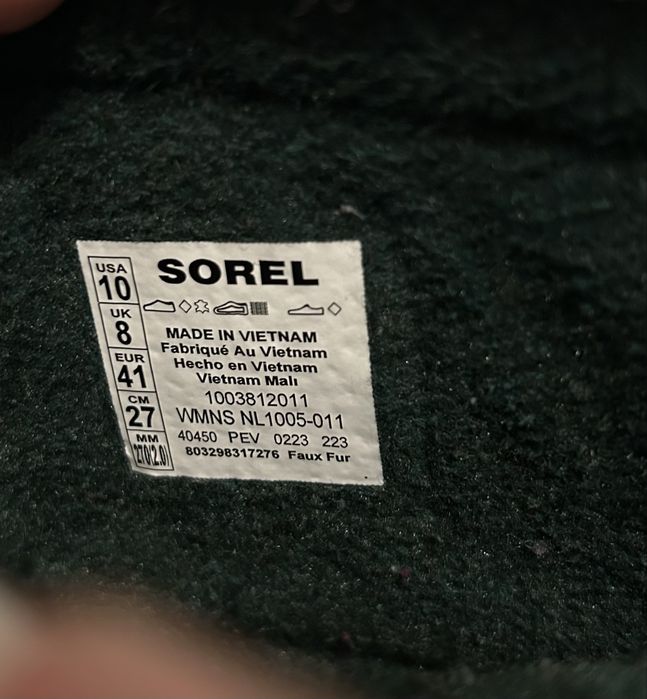 SOREL
USA
10
UK
8
EUR
41
CM
27
MM
270(2.0)
MADE IN VIETNAM
Fabriqué Au Vietnam
Hecho en Vietnam
Vietnam Malı
1003812011
WMNS NL1005-011
40450 PEV 0223 223
803298317276 Faux Fur